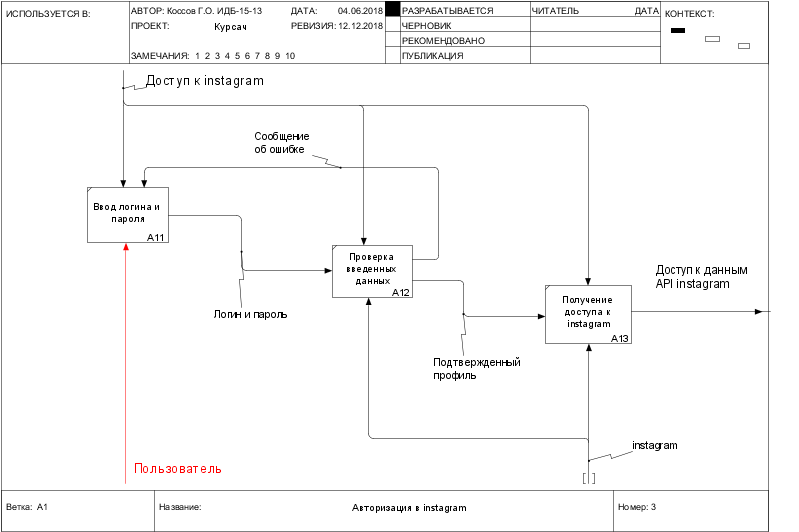 ИСПОЛЬЗУЕТСЯ В:
АВТОР: Коссов Г.О. ИДБ-15-13
ДАТА: 04.06.2018
РАЗРАБАТЫВАЕТСЯ
ЧИТАТЕЛЬ
ДАТА
КОНТЕКСТ:
ПРОЕКТ: Курсач
РЕВИЗИЯ: 12.12.2018
ЧЕРНОВИК
РЕКОМЕНДОВАНО
ЗАМЕЧАНИЯ: 1 2 3 4 5 6 7 8 9 10
ПУБЛИКАЦИЯ
Доступ к instagram
Сообщение
об ошибке
Ввод логина и
пароля
A11
Проверка
введенных
данных
A12
Доступ к данным
API instagram
Получение
доступа к
instagram
A13
Логин и пароль
Подтвержденный
профиль
instagram
Пользователь
[ ]
Ветка: A1
Название:
Авторизация в instagram
Номер: 3